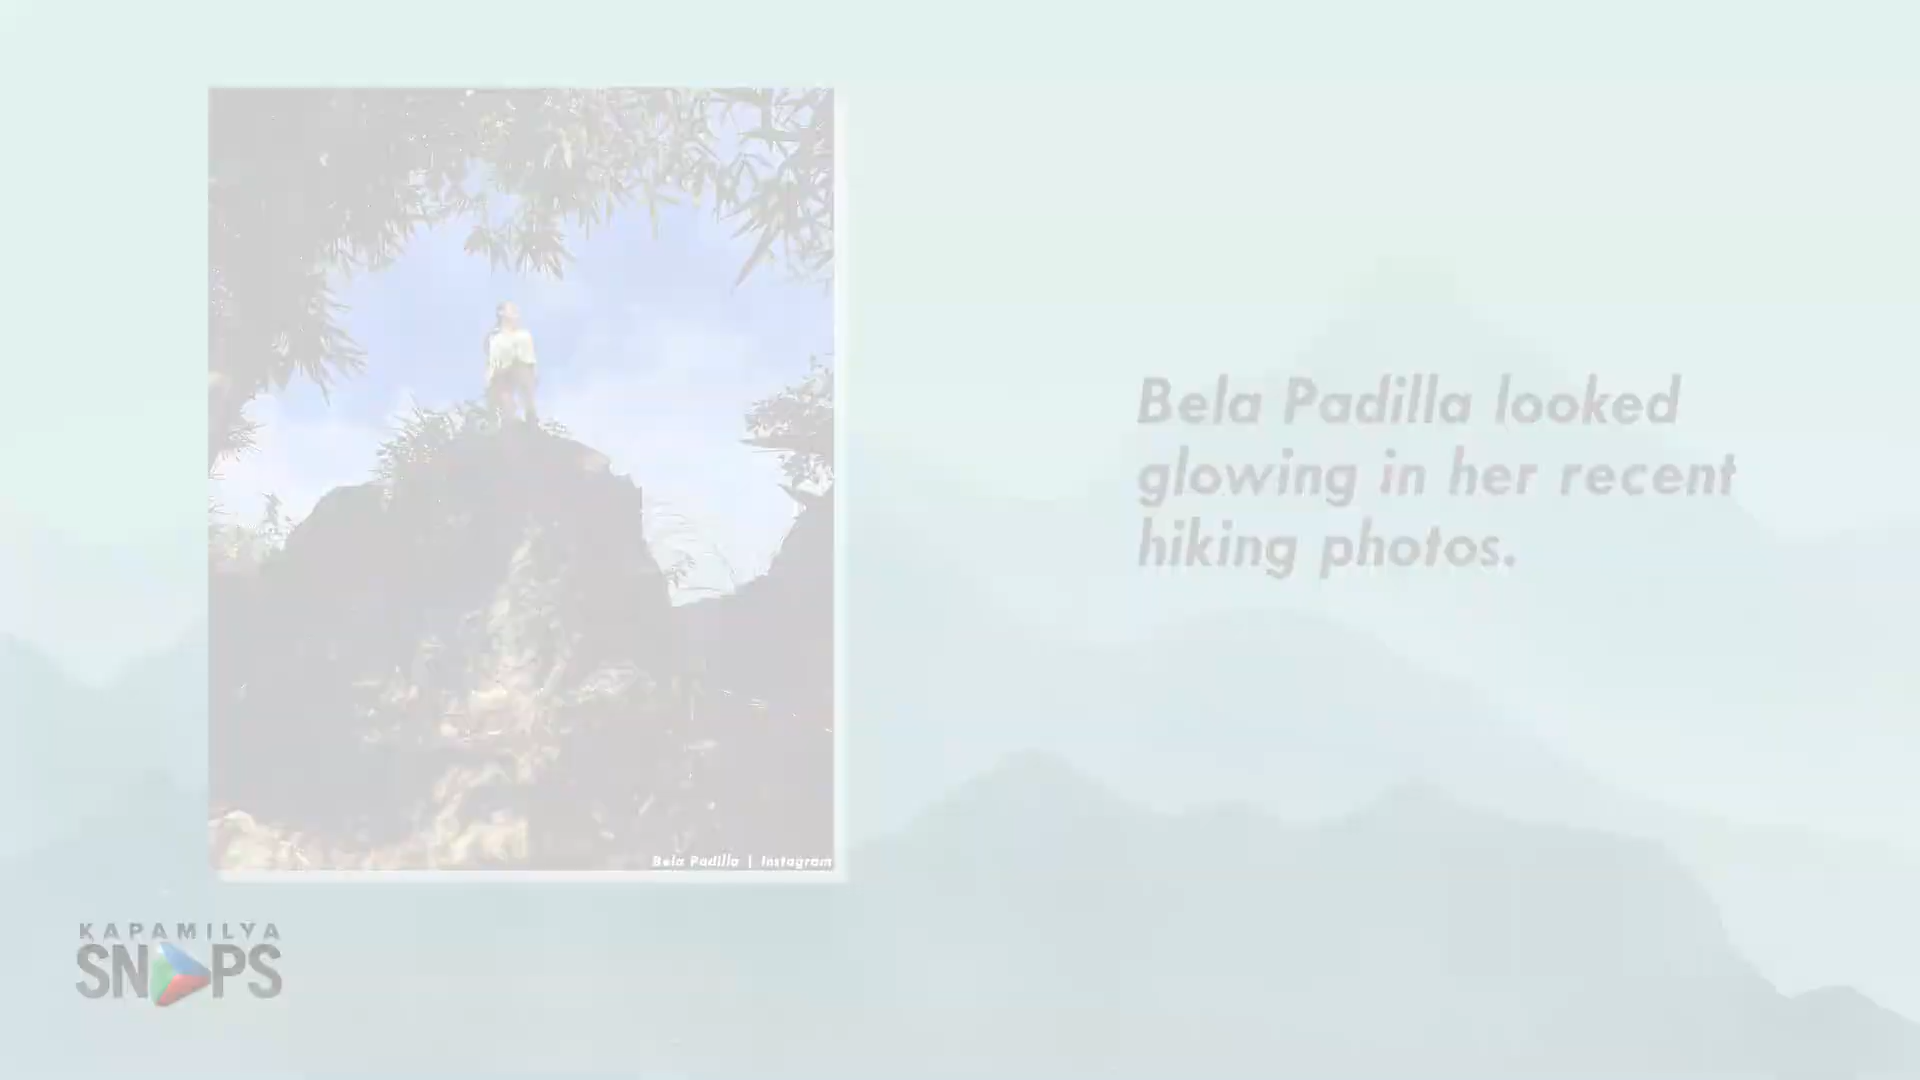 Bela Padilla looked
glowing in her recent
hiking photos.
Bela Padilla | Instagram
KAPAMILYA
SNAPS